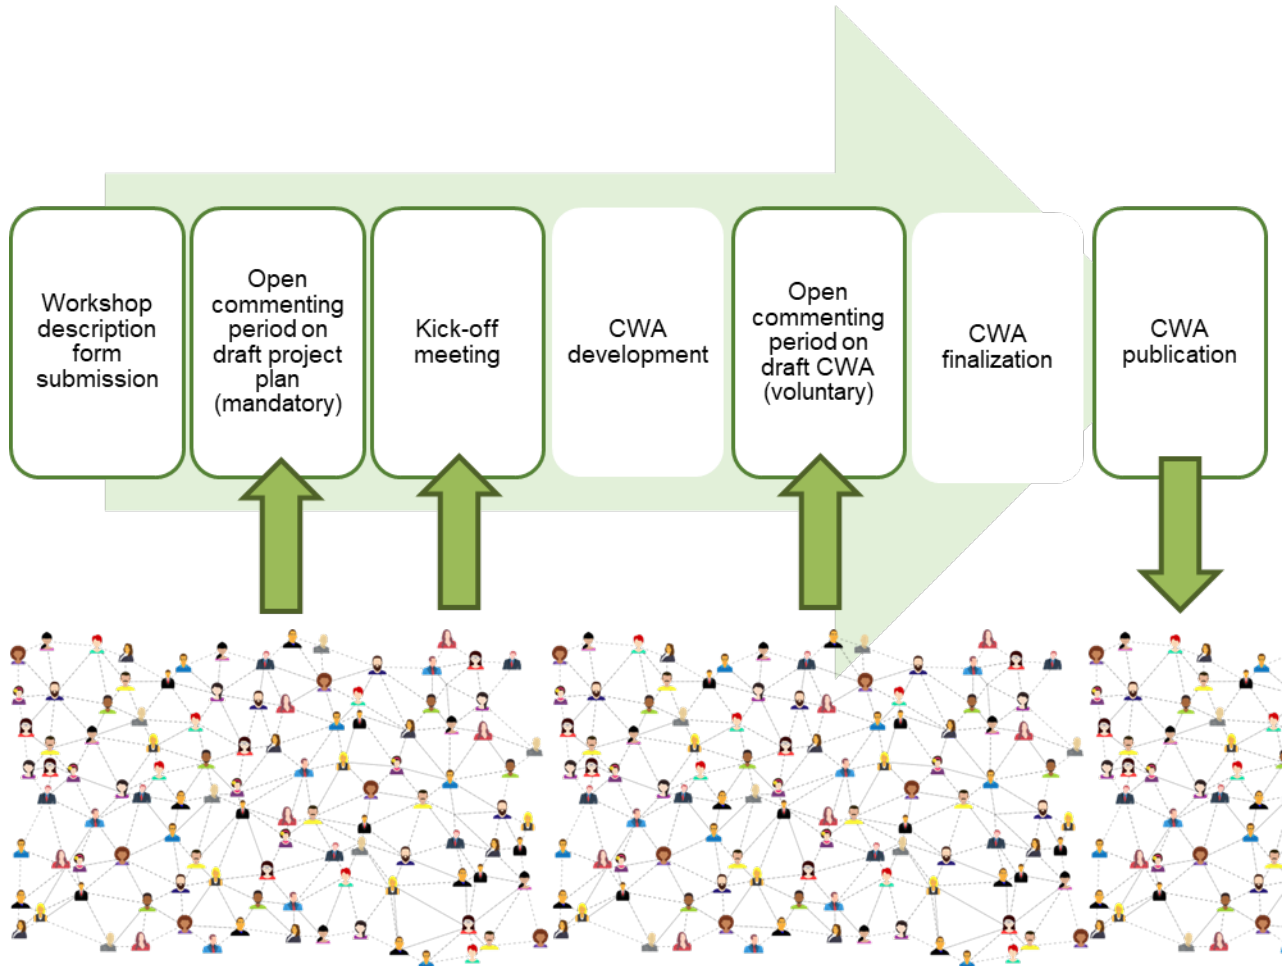 Workshop
description
form
submission
Open
commenting
period on
draft project
plan
(mandatory)
Kick-off
meeting
CWA
development
Open
commenting
period on
draft CWA
(voluntary)
CWA
finalization
CWA
publication